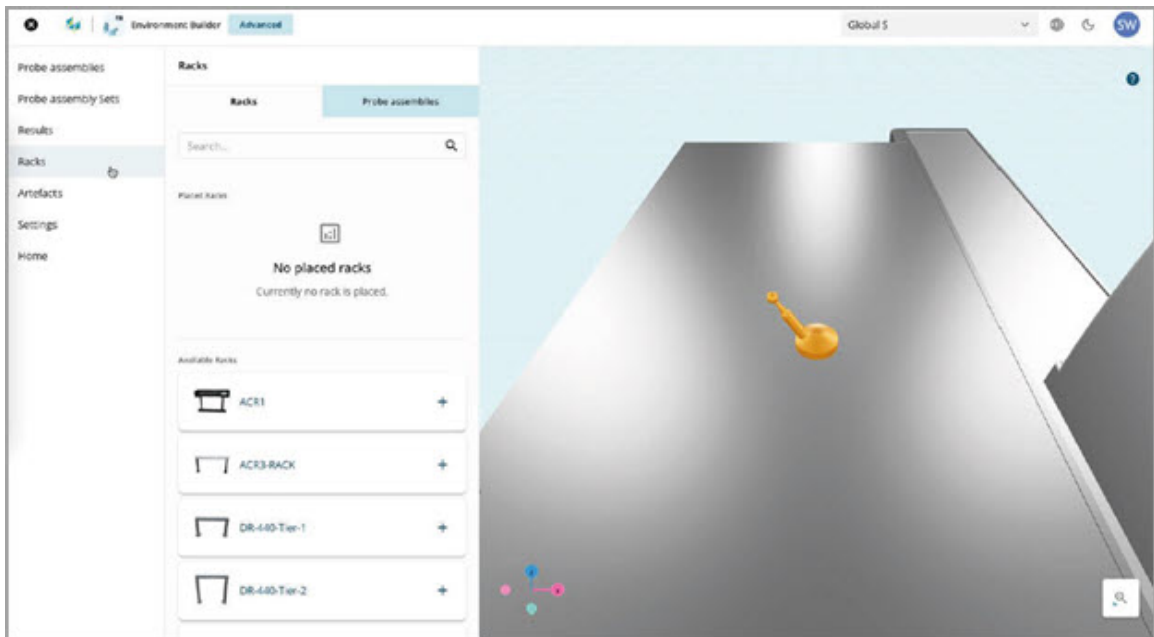 Environment Builder Advanced Global S SW
Probe assemblies
Probe assembly Sets
Results
Racks
Artefacts
Settings
Home
Racks
Racks Probe assemblies
Search...
Placed Racks
No placed racks
Currently no rack is placed.
Available Racks
ACR1
ACR3-RACK
DR-440-Tier-1
DR-440-Tier-2